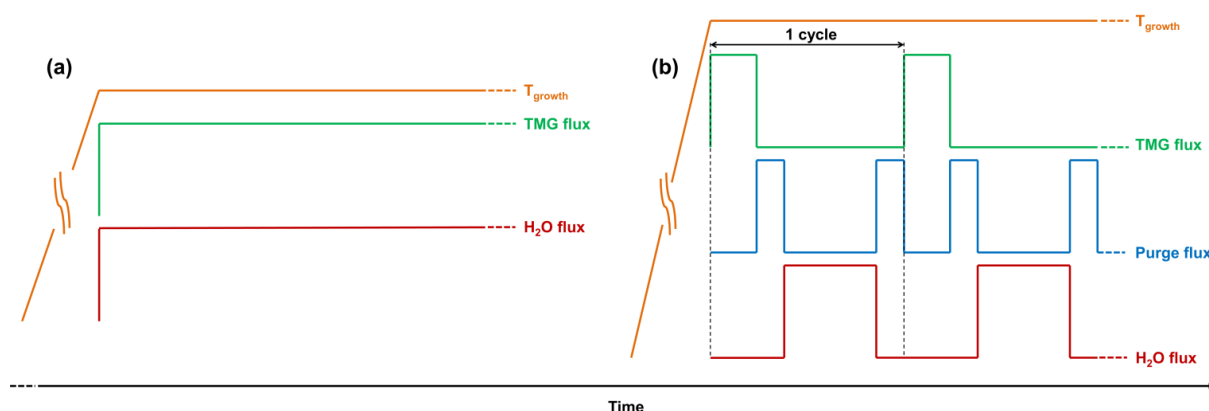 (a)
T_growth
TMG flux
H₂O flux
(b)
1 cycle
T_growth
TMG flux
Purge flux
H₂O flux
Time